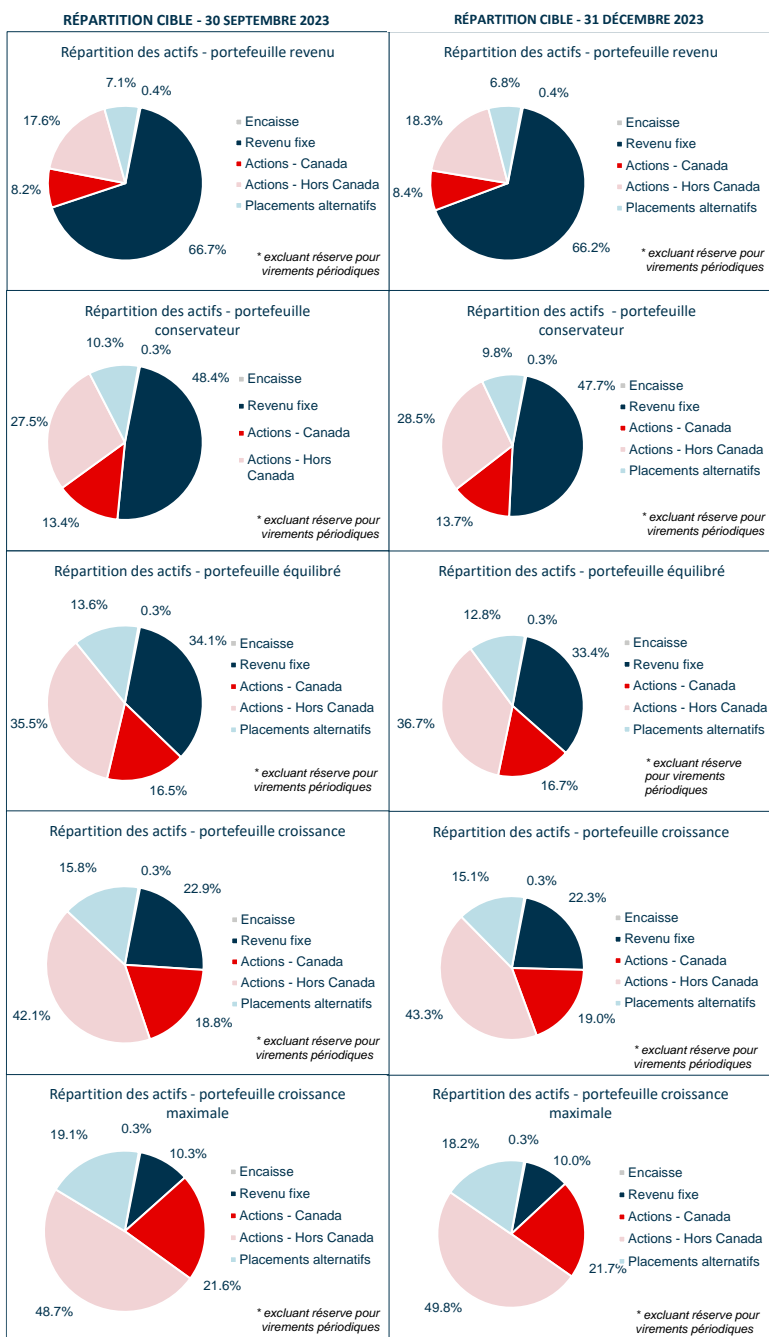 RÉPARTITION CIBLE - 30 SEPTEMBRE 2023
Répartition des actifs - portefeuille revenu
7.1%
0.4%
17.6%
8.2%
66.7%
Encaisse
Revenu fixe
Actions - Canada
Actions - Hors Canada
Placements alternatifs
* excluant réserve pour
virements périodiques
RÉPARTITION CIBLE - 31 DÉCEMBRE 2023
Répartition des actifs - portefeuille revenu
6.8%
0.4%
18.3%
8.4%
66.2%
Encaisse
Revenu fixe
Actions - Canada
Actions - Hors Canada
Placements alternatifs
* excluant réserve pour
virements périodiques
Répartition des actifs - portefeuille
conservateur
10.3%
0.3%
48.4%
27.5%
13.4%
Encaisse
Revenu fixe
Actions - Canada
Actions - Hors
Canada
* excluant réserve pour
virements périodiques
Répartition des actifs - portefeuille
conservateur
9.8%
0.3%
47.7%
28.5%
13.7%
Encaisse
Revenu fixe
Actions - Canada
Actions - Hors Canada
Placements alternatifs
* excluant réserve pour
virements périodiques
Répartition des actifs - portefeuille équilibré
13.6%
0.3%
34.1%
35.5%
16.5%
Encaisse
Revenu fixe
Actions - Canada
Actions - Hors Canada
Placements alternatifs
* excluant réserve pour
virements périodiques
Répartition des actifs - portefeuille équilibré
12.8%
0.3%
33.4%
36.7%
16.7%
Encaisse
Revenu fixe
Actions - Canada
Actions - Hors Canada
Placements alternatifs
* excluant réserve
pour virements
périodiques
Répartition des actifs - portefeuille croissance
15.8%
0.3%
22.9%
42.1%
18.8%
Encaisse
Revenu fixe
Actions - Canada
Actions - Hors Canada
Placements alternatifs
* excluant réserve pour
virements périodiques
Répartition des actifs - portefeuille croissance
15.1%
0.3%
22.3%
43.3%
19.0%
Encaisse
Revenu fixe
Actions - Canada
Actions - Hors Canada
Placements alternatifs
* excluant réserve pour
virements périodiques
Répartition des actifs - portefeuille croissance
maximale
19.1%
0.3%
10.3%
48.7%
21.6%
Encaisse
Revenu fixe
Actions - Canada
Actions - Hors Canada
Placements alternatifs
* excluant réserve pour
virements périodiques
Répartition des actifs - portefeuille croissance
maximale
18.2%
0.3%
10.0%
49.8%
21.7%
Encaisse
Revenu fixe
Actions - Canada
Actions - Hors Canada
Placements alternatifs
* excluant réserve pour
virements périodiques